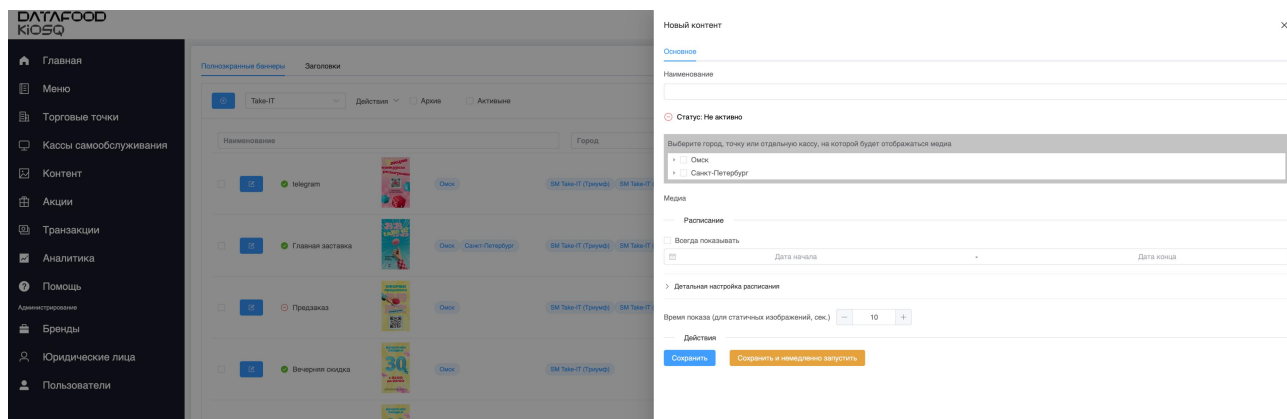 DATAFOOD
KiOSQ
Главная
Меню
Торговые точки
Кассы самообслуживания
Контент
Акции
Транзакции
Аналитика
Помощь
Администрирование
Бренды
Юридические лица
Пользователи
Полноэкранные баннеры Заголовки
Take-IT Действия Архив Активные
Наименование Город
telegram Омск SM Take-IT (Триумф) SM Take-IT
Главная заставка Омск Санкт-Петербург SM Take-IT (Триумф) SM Take-IT
Предзаказ Омск SM Take-IT (Триумф) SM Take-IT
Вечерняя скидка 30 Омск SM Take-IT (Триумф)
Новый контент
Основное
Наименование
Статус: Не активно
Выберите город, точку или отдельную кассу, на которой будет отображаться медиа
Омск
Санкт-Петербург
Медиа
Расписание
Всегда показывать
Дата начала - Дата конца
Детальная настройка расписания
Время показа (для статичных изображений, сек.) 10
Действия
Сохранить Сохранить и немедленно запустить